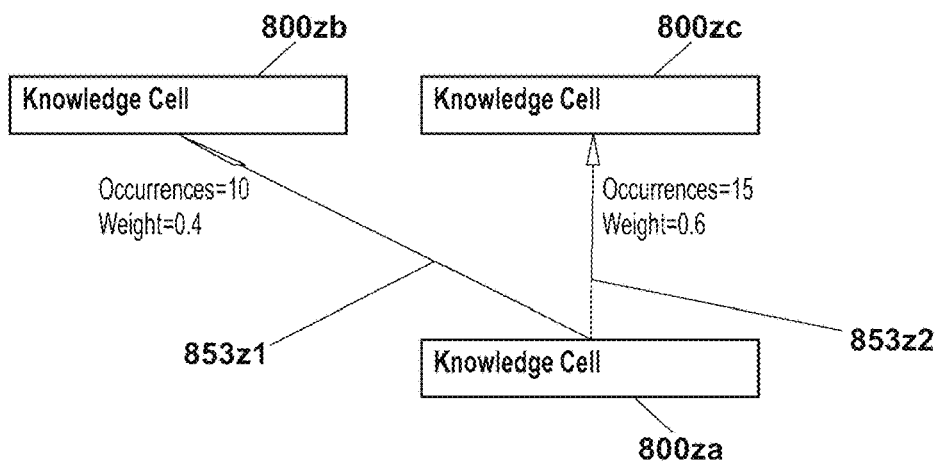 800zb
800zc
Knowledge Cell
Knowledge Cell
Occurrences=10
Weight=0.4
Occurrences=15
Weight=0.6
853z1
853z2
Knowledge Cell
800za